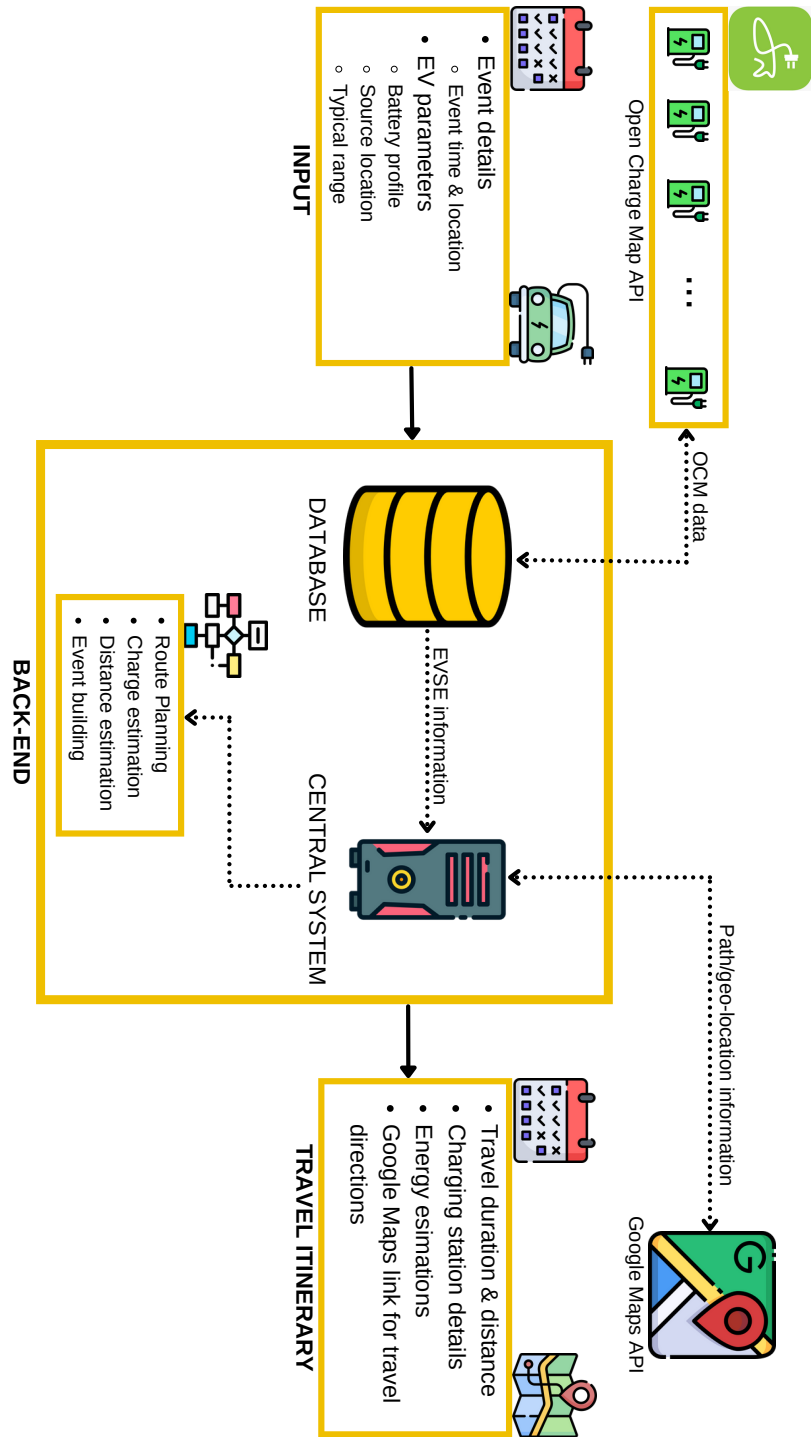 Open Charge Map API
OCM data
Path/geo-location information
Google Maps API
• Event details
○ Event time & location
• EV parameters
○ Battery profile
○ Source location
○ Typical range
INPUT
DATABASE
EVSE information
CENTRAL SYSTEM
• Route Planning
• Charge estimation
• Distance estimation
• Event building
BACK-END
• Travel duration & distance
• Charging station details
• Energy esimations
• Google Maps link for travel
directions
TRAVEL ITINERARY
G